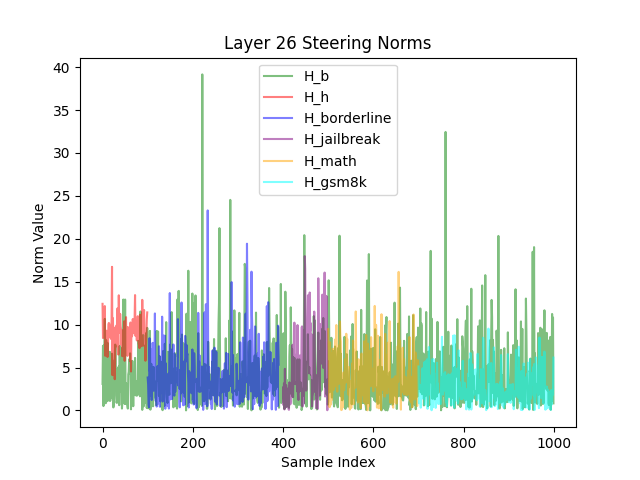 Layer 26 Steering Norms
H_b
H_h
H_borderline
H_jailbreak
H_math
H_gsm8k
Norm Value
40
35
30
25
20
15
10
5
0
0
200
400
600
800
1000
Sample Index